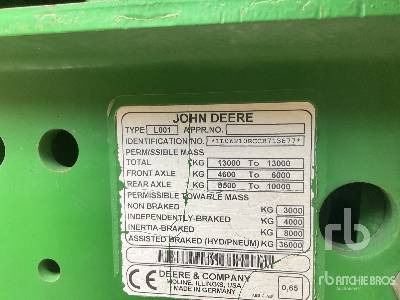 JOHN DEERE
TYPE L001 APPR.NO.
IDENTIFICATION NO. *1L06210RCCR713677*
PERMISSIBLE MASS
TOTAL KG 13000 To 13000
FRONT AXLE KG 4600 To 6000
REAR AXLE KG 8500 To 10000
PERMISSIBLE TOWABLE MASS
NON BRAKED KG 3000
INDEPENDENTLY-BRAKED KG 4000
INERTIA-BRAKED KG 8000
ASSISTED BRAKED (HYD/PNEUM) KG 36000
CE DEERE & COMPANY
MOLINE, ILLINOIS, USA 0,65
MADE IN GERMANY
rb
RITCHIE BROS